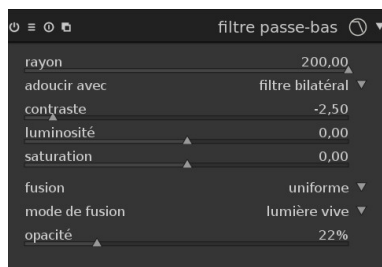 filtre passe-bas
rayon 200,00
adoucir avec filtre bilatéral
contraste -2,50
luminosité 0,00
saturation 0,00
fusion uniforme
mode de fusion lumière vive
opacité 22%